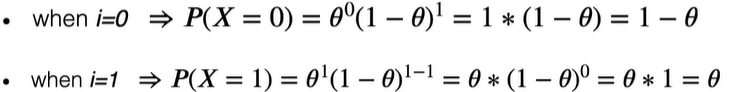 • when i=0 ⇒ P(X = 0) = θ⁰(1 − θ)¹ = 1 ∗ (1 − θ) = 1 − θ
• when i=1 ⇒ P(X = 1) = θ¹(1 − θ)¹⁻¹ = θ ∗ (1 − θ)⁰ = θ ∗ 1 = θ